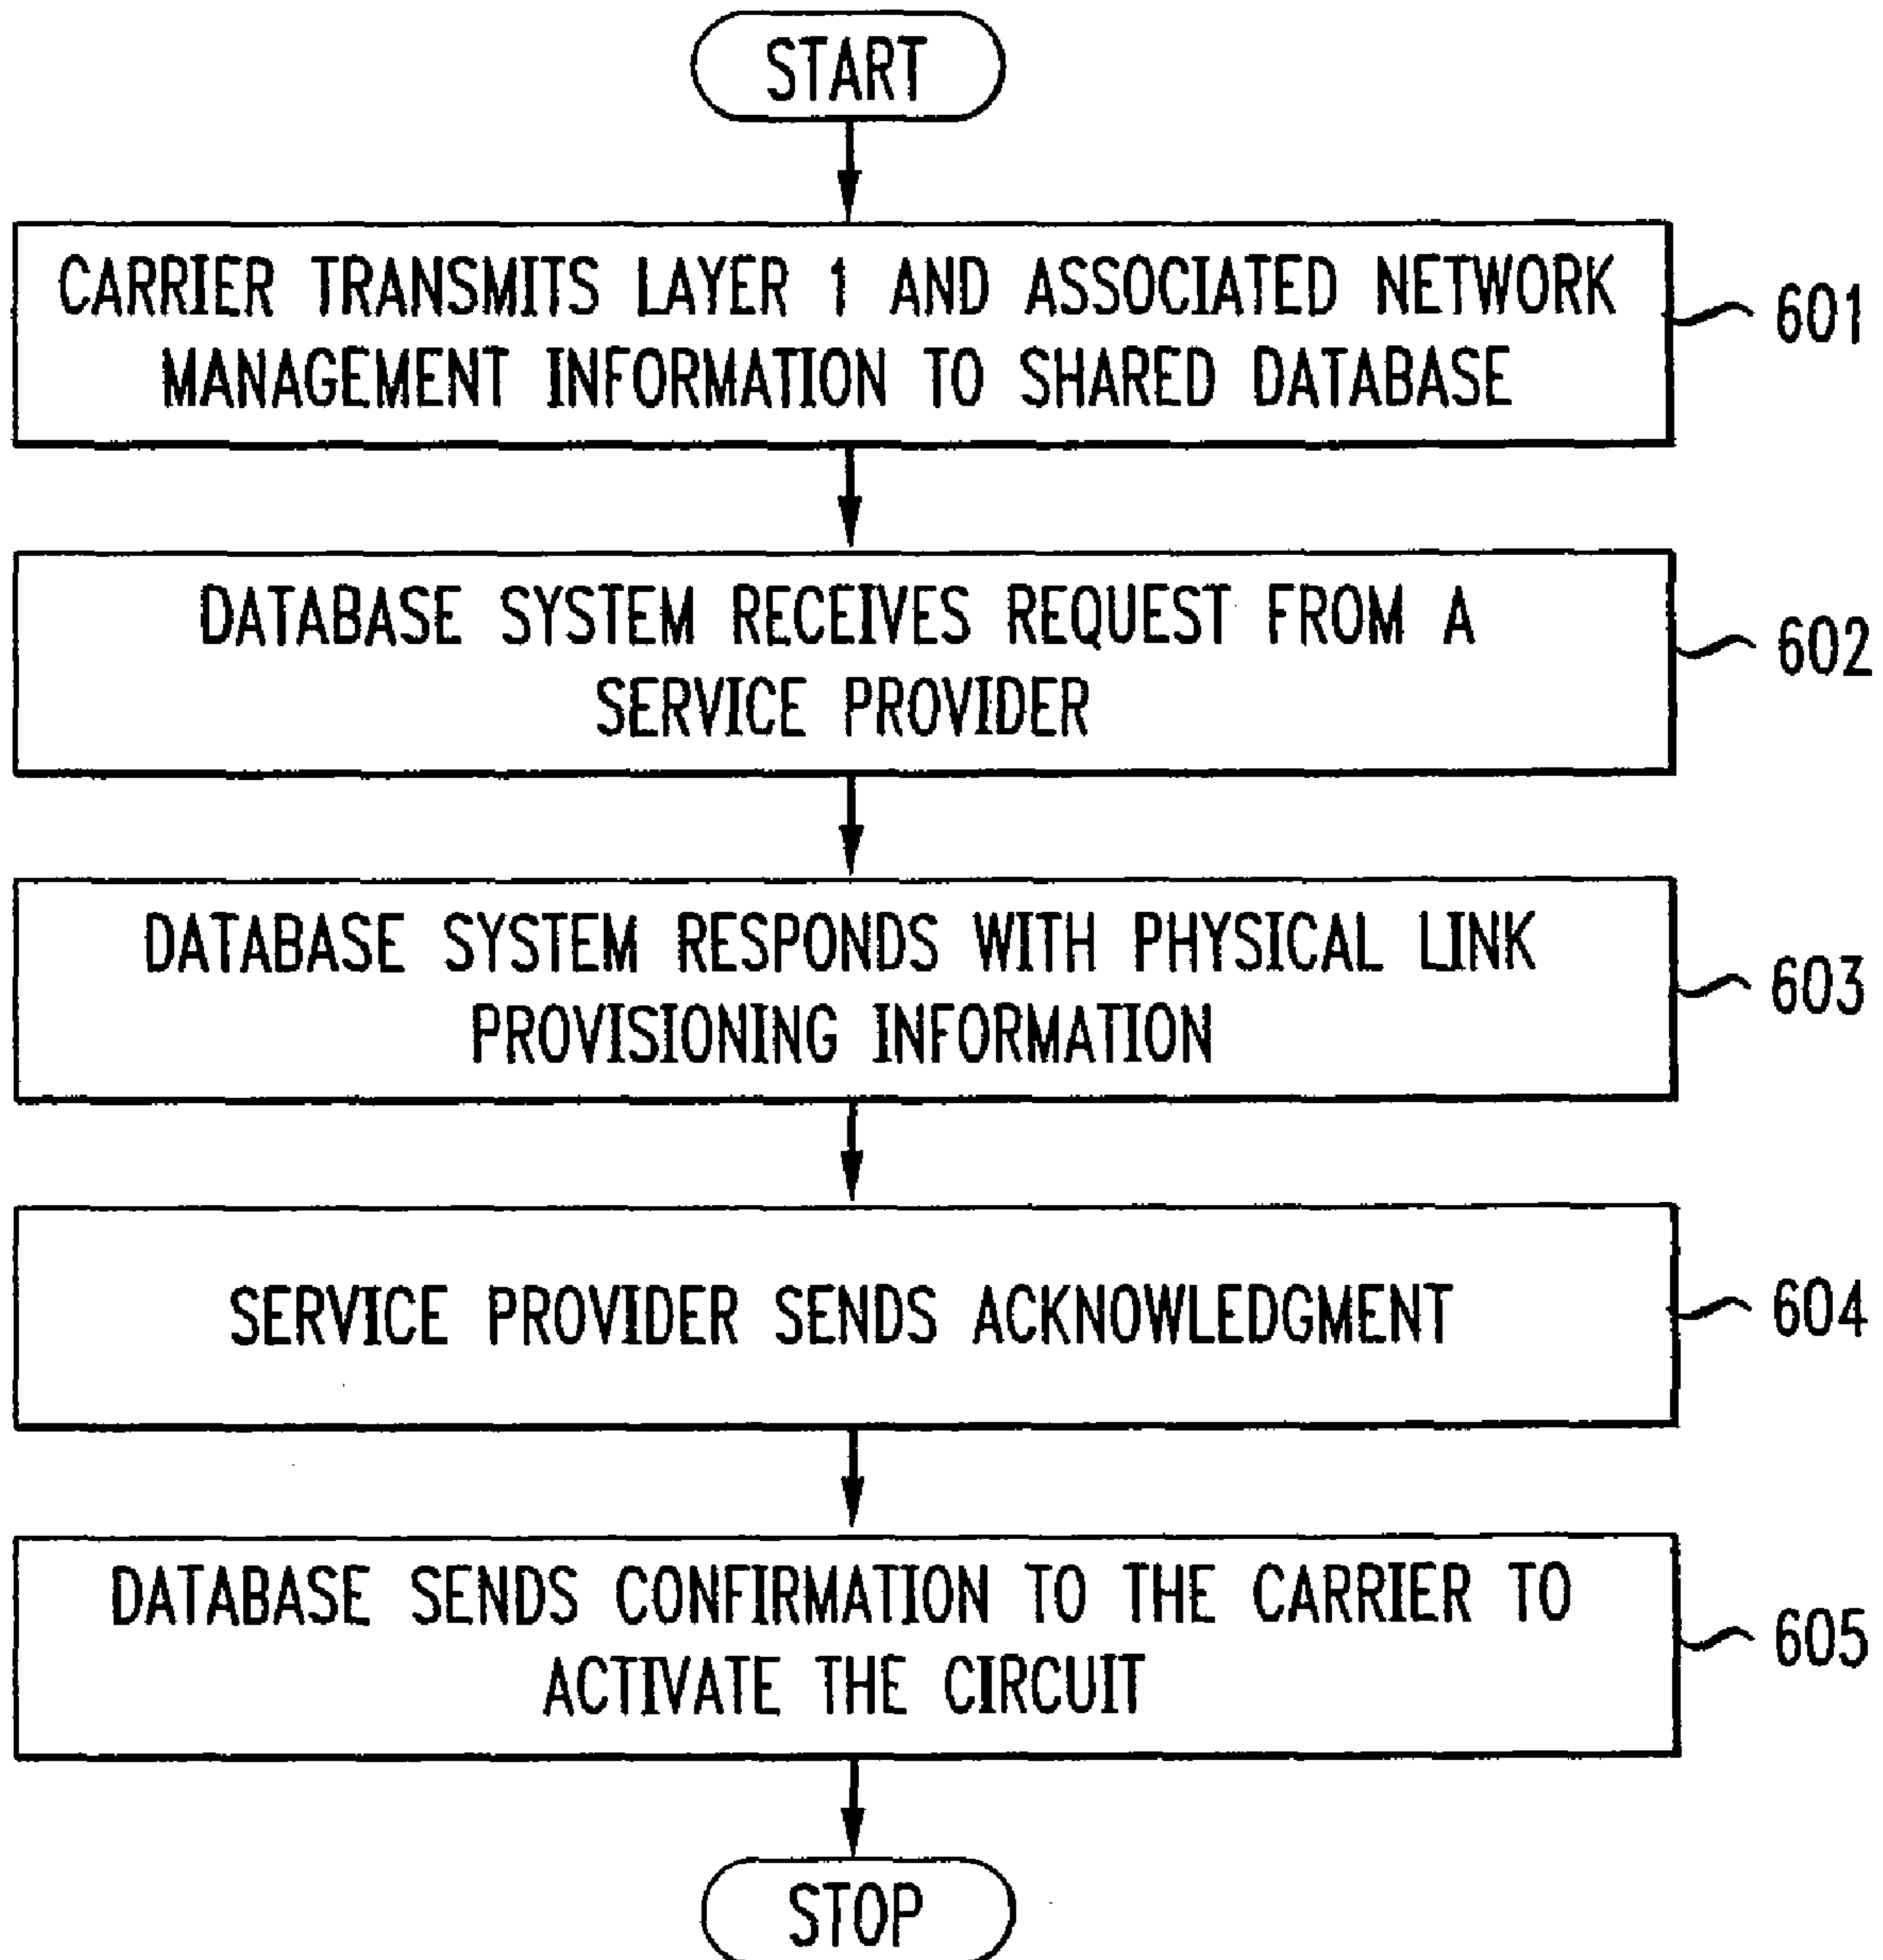 START
CARRIER TRANSMITS LAYER 1 AND ASSOCIATED NETWORK
MANAGEMENT INFORMATION TO SHARED DATABASE
601
DATABASE SYSTEM RECEIVES REQUEST FROM A
SERVICE PROVIDER
602
DATABASE SYSTEM RESPONDS WITH PHYSICAL LINK
PROVISIONING INFORMATION
603
SERVICE PROVIDER SENDS ACKNOWLEDGMENT
604
DATABASE SENDS CONFIRMATION TO THE CARRIER TO
ACTIVATE THE CIRCUIT
605
STOP